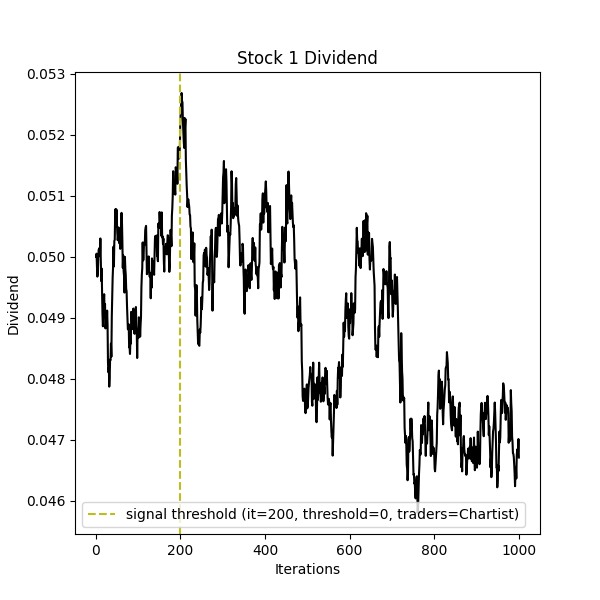 Stock 1 Dividend
0.053
0.052
0.051
0.050
0.049
0.048
0.047
0.046
Dividend
signal threshold (it=200, threshold=0, traders=Chartist)
0 200 400 600 800 1000
Iterations